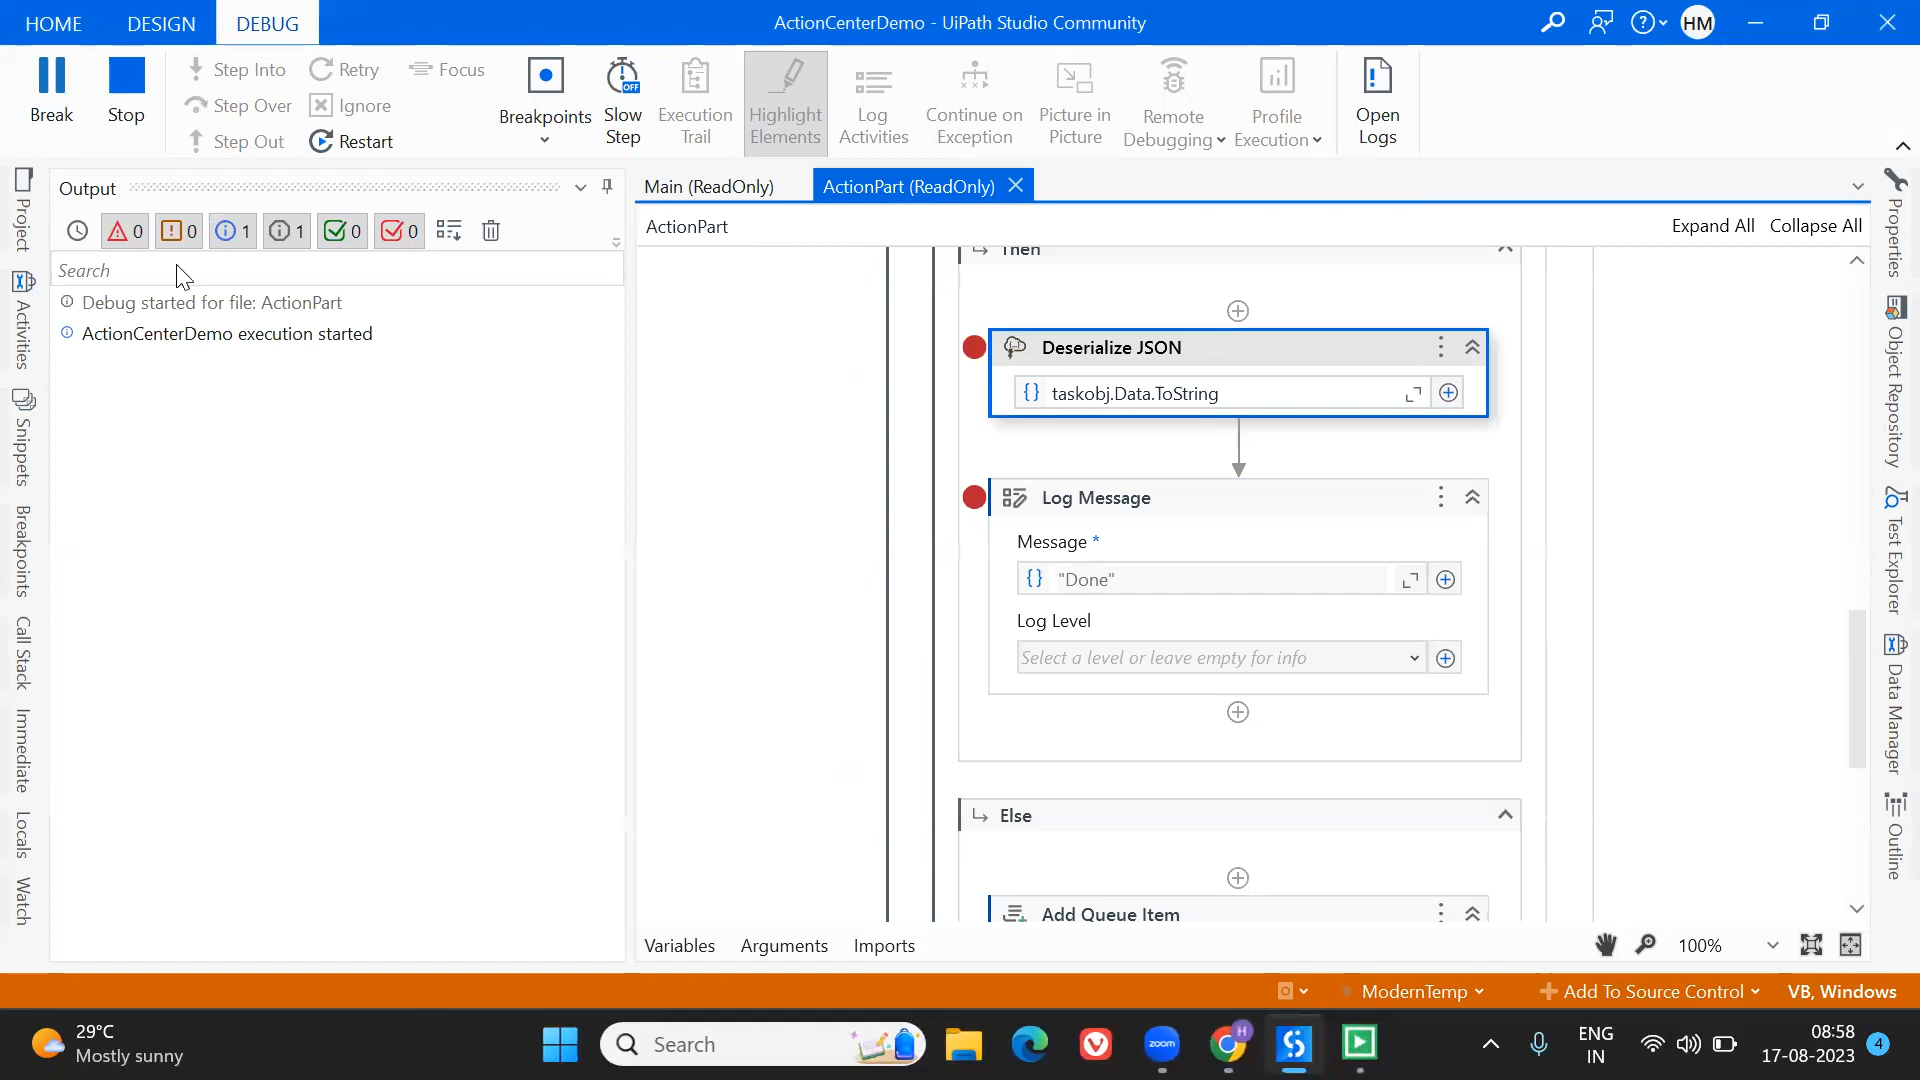 HOME DESIGN DEBUG
ActionCenterDemo - UiPath Studio Community
HM
Break
Stop
Step Into
Step Over
Step Out
Retry
Ignore
Restart
Focus
Breakpoints
Slow
Step
OFF
Execution
Trail
Highlight
Elements
Log
Activities
Continue on
Exception
Picture in
Picture
Remote
Debugging
Profile
Execution
Open
Logs
Project
Activities
Snippets
Breakpoints
Call Stack
Immediate
Locals
Watch
Output
0 0 1 1 0 0
Search
Debug started for file: ActionPart
ActionCenterDemo execution started
Main (ReadOnly)
ActionPart (ReadOnly)
ActionPart
Expand All Collapse All
Then
Deserialize JSON
{} taskobj.Data.ToString
Log Message
Message *
{} "Done"
Log Level
Select a level or leave empty for info
Else
Add Queue Item
Variables Arguments Imports
100%
Properties
Object Repository
Test Explorer
Data Manager
Outline
ModernTemp
Add To Source Control
VB, Windows
29°C
Mostly sunny
Search
zoom
H
ENG
IN
08:58
17-08-2023
4